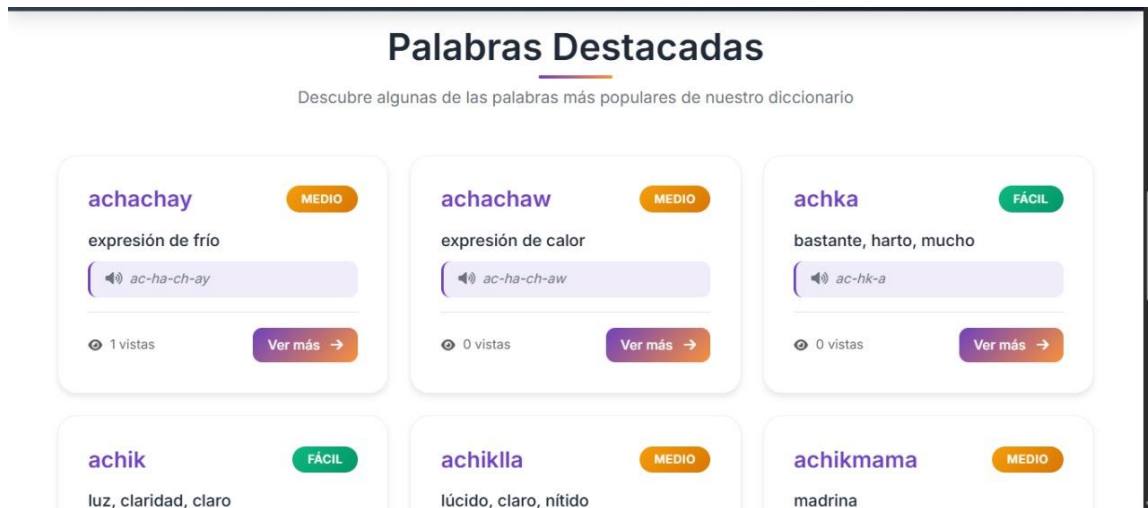 Palabras Destacadas
Descubre algunas de las palabras más populares de nuestro diccionario
achachay MEDIO
expresión de frío
ac-ha-ch-ay
1 vistas Ver más →
achachaw MEDIO
expresión de calor
ac-ha-ch-aw
0 vistas Ver más →
achka FÁCIL
bastante, harto, mucho
ac-hk-a
0 vistas Ver más →
achik FÁCIL
luz, claridad, claro
achiklla MEDIO
lúcido, claro, nítido
achikmama MEDIO
madrina